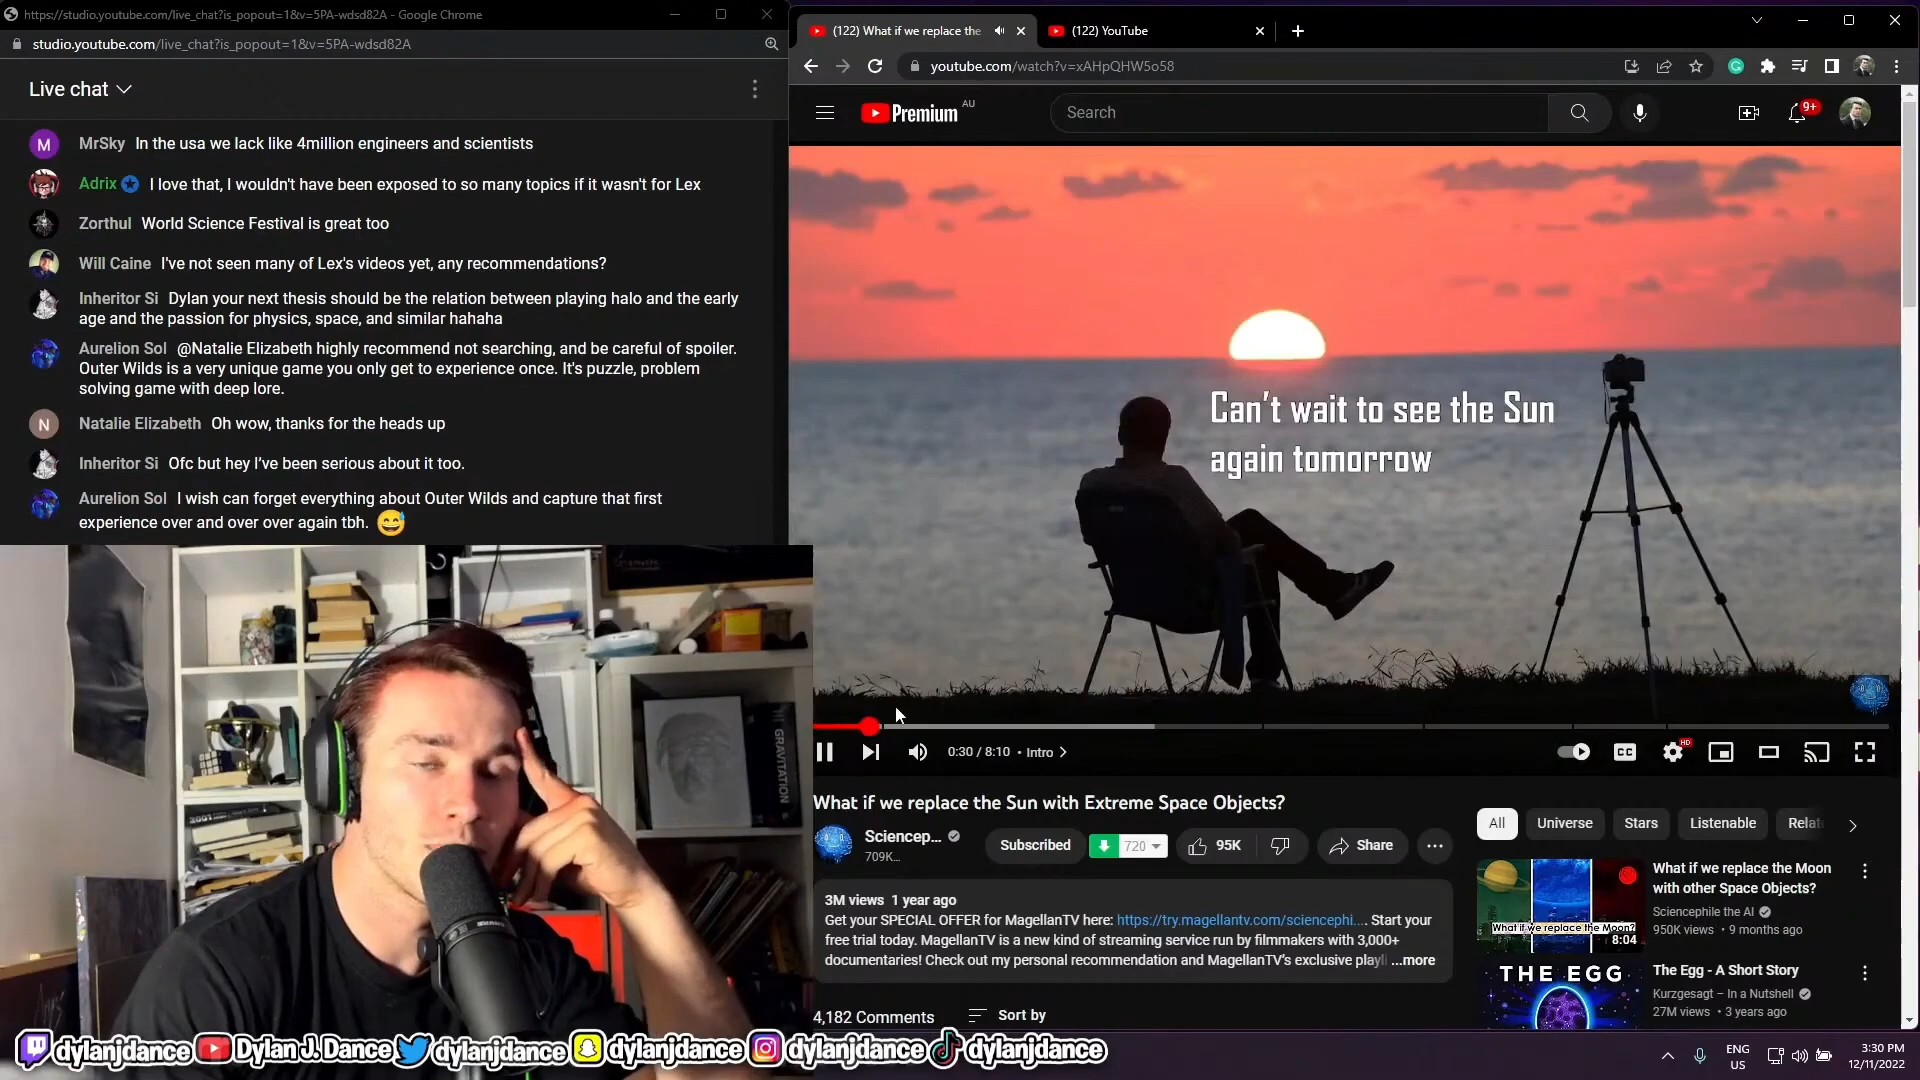 https://studio.youtube.com/live_chat?is_popout=1&v=5PA-wdsd82A - Google Chrome
studio.youtube.com/live_chat?is_popout=1&v=5PA-wdsd82A
Live chat
M MrSky In the usa we lack like 4million engineers and scientists
Adrix I love that, I wouldn't have been exposed to so many topics if it wasn't for Lex
Zorthul World Science Festival is great too
Will Caine I've not seen many of Lex's videos yet, any recommendations?
Inheritor Si Dylan your next thesis should be the relation between playing halo and the early
age and the passion for physics, space, and similar hahaha
Aurelion Sol @Natalie Elizabeth highly recommend not searching, and be careful of spoiler.
Outer Wilds is a very unique game you only get to experience once. It's puzzle, problem
solving game with deep lore.
N Natalie Elizabeth Oh wow, thanks for the heads up
Inheritor Si Ofc but hey I've been serious about it too.
Aurelion Sol I wish can forget everything about Outer Wilds and capture that first
experience over and over over again tbh. 😅
GRAVITATION
2001
(122) What if we replace the
(122) YouTube
youtube.com/watch?v=xAHpQHW5o58
Premium AU
Search
9+
Can't wait to see the Sun
again tomorrow
0:30 / 8:10 • Intro
CC
HD
What if we replace the Sun with Extreme Space Objects?
Sciencep...
709K...
Subscribed
720
95K
Share
3M views 1 year ago
Get your SPECIAL OFFER for MagellanTV here: https://try.magellantv.com/sciencephi.... Start your
free trial today. MagellanTV is a new kind of streaming service run by filmmakers with 3,000+
documentaries! Check out my personal recommendation and MagellanTV's exclusive playli ...more
4,182 Comments
Sort by
All
Universe
Stars
Listenable
Relat
What if we replace the Moon?
8:04
What if we replace the Moon
with other Space Objects?
Sciencephile the AI
950K views • 9 months ago
THE EGG
The Egg - A Short Story
Kurzgesagt – In a Nutshell
27M views • 3 years ago
dylanjdance Dylan J. Dance dylanjdance dylanjdance dylanjdance dylanjdance
ENG
US
3:30 PM
12/11/2022